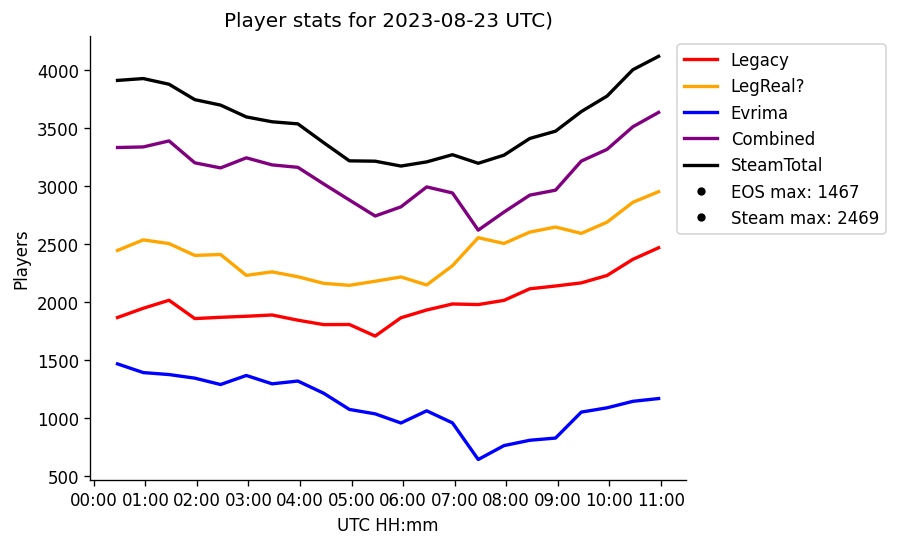 Player stats for 2023-08-23 UTC)
4000
3500
3000
2500
2000
1500
1000
500
Players
00:00 01:00 02:00 03:00 04:00 05:00 06:00 07:00 08:00 09:00 10:00 11:00
UTC HH:mm
Legacy
LegReal?
Evrima
Combined
SteamTotal
EOS max: 1467
Steam max: 2469